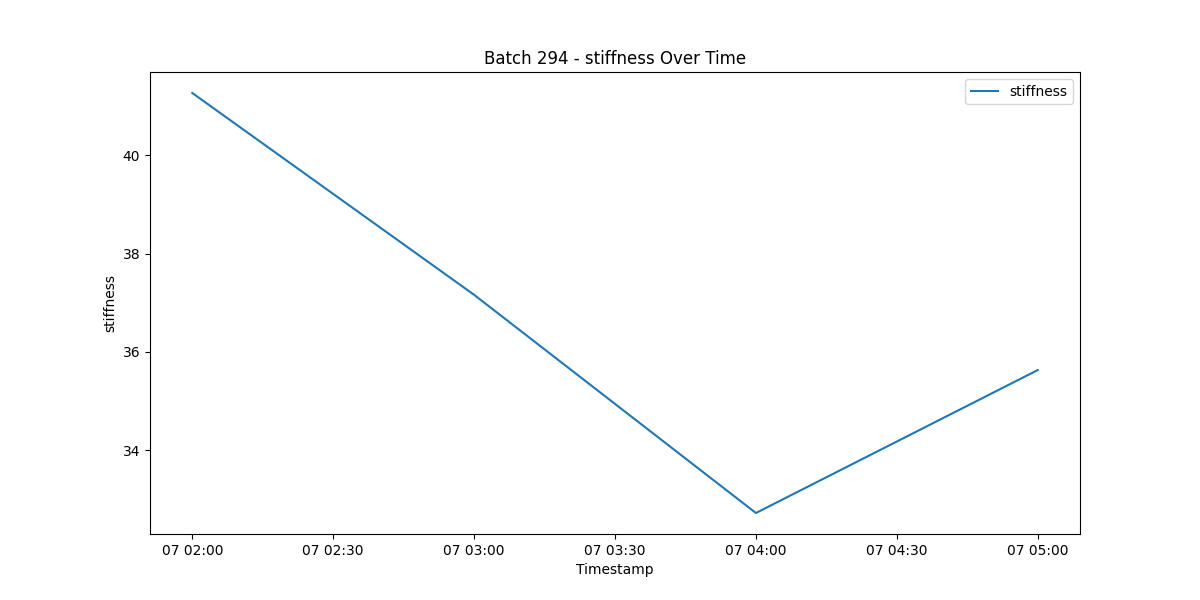 Batch 294 - stiffness Over Time
stiffness
40
38
36
34
stiffness
07 02:00 07 02:30 07 03:00 07 03:30 07 04:00 07 04:30 07 05:00
Timestamp